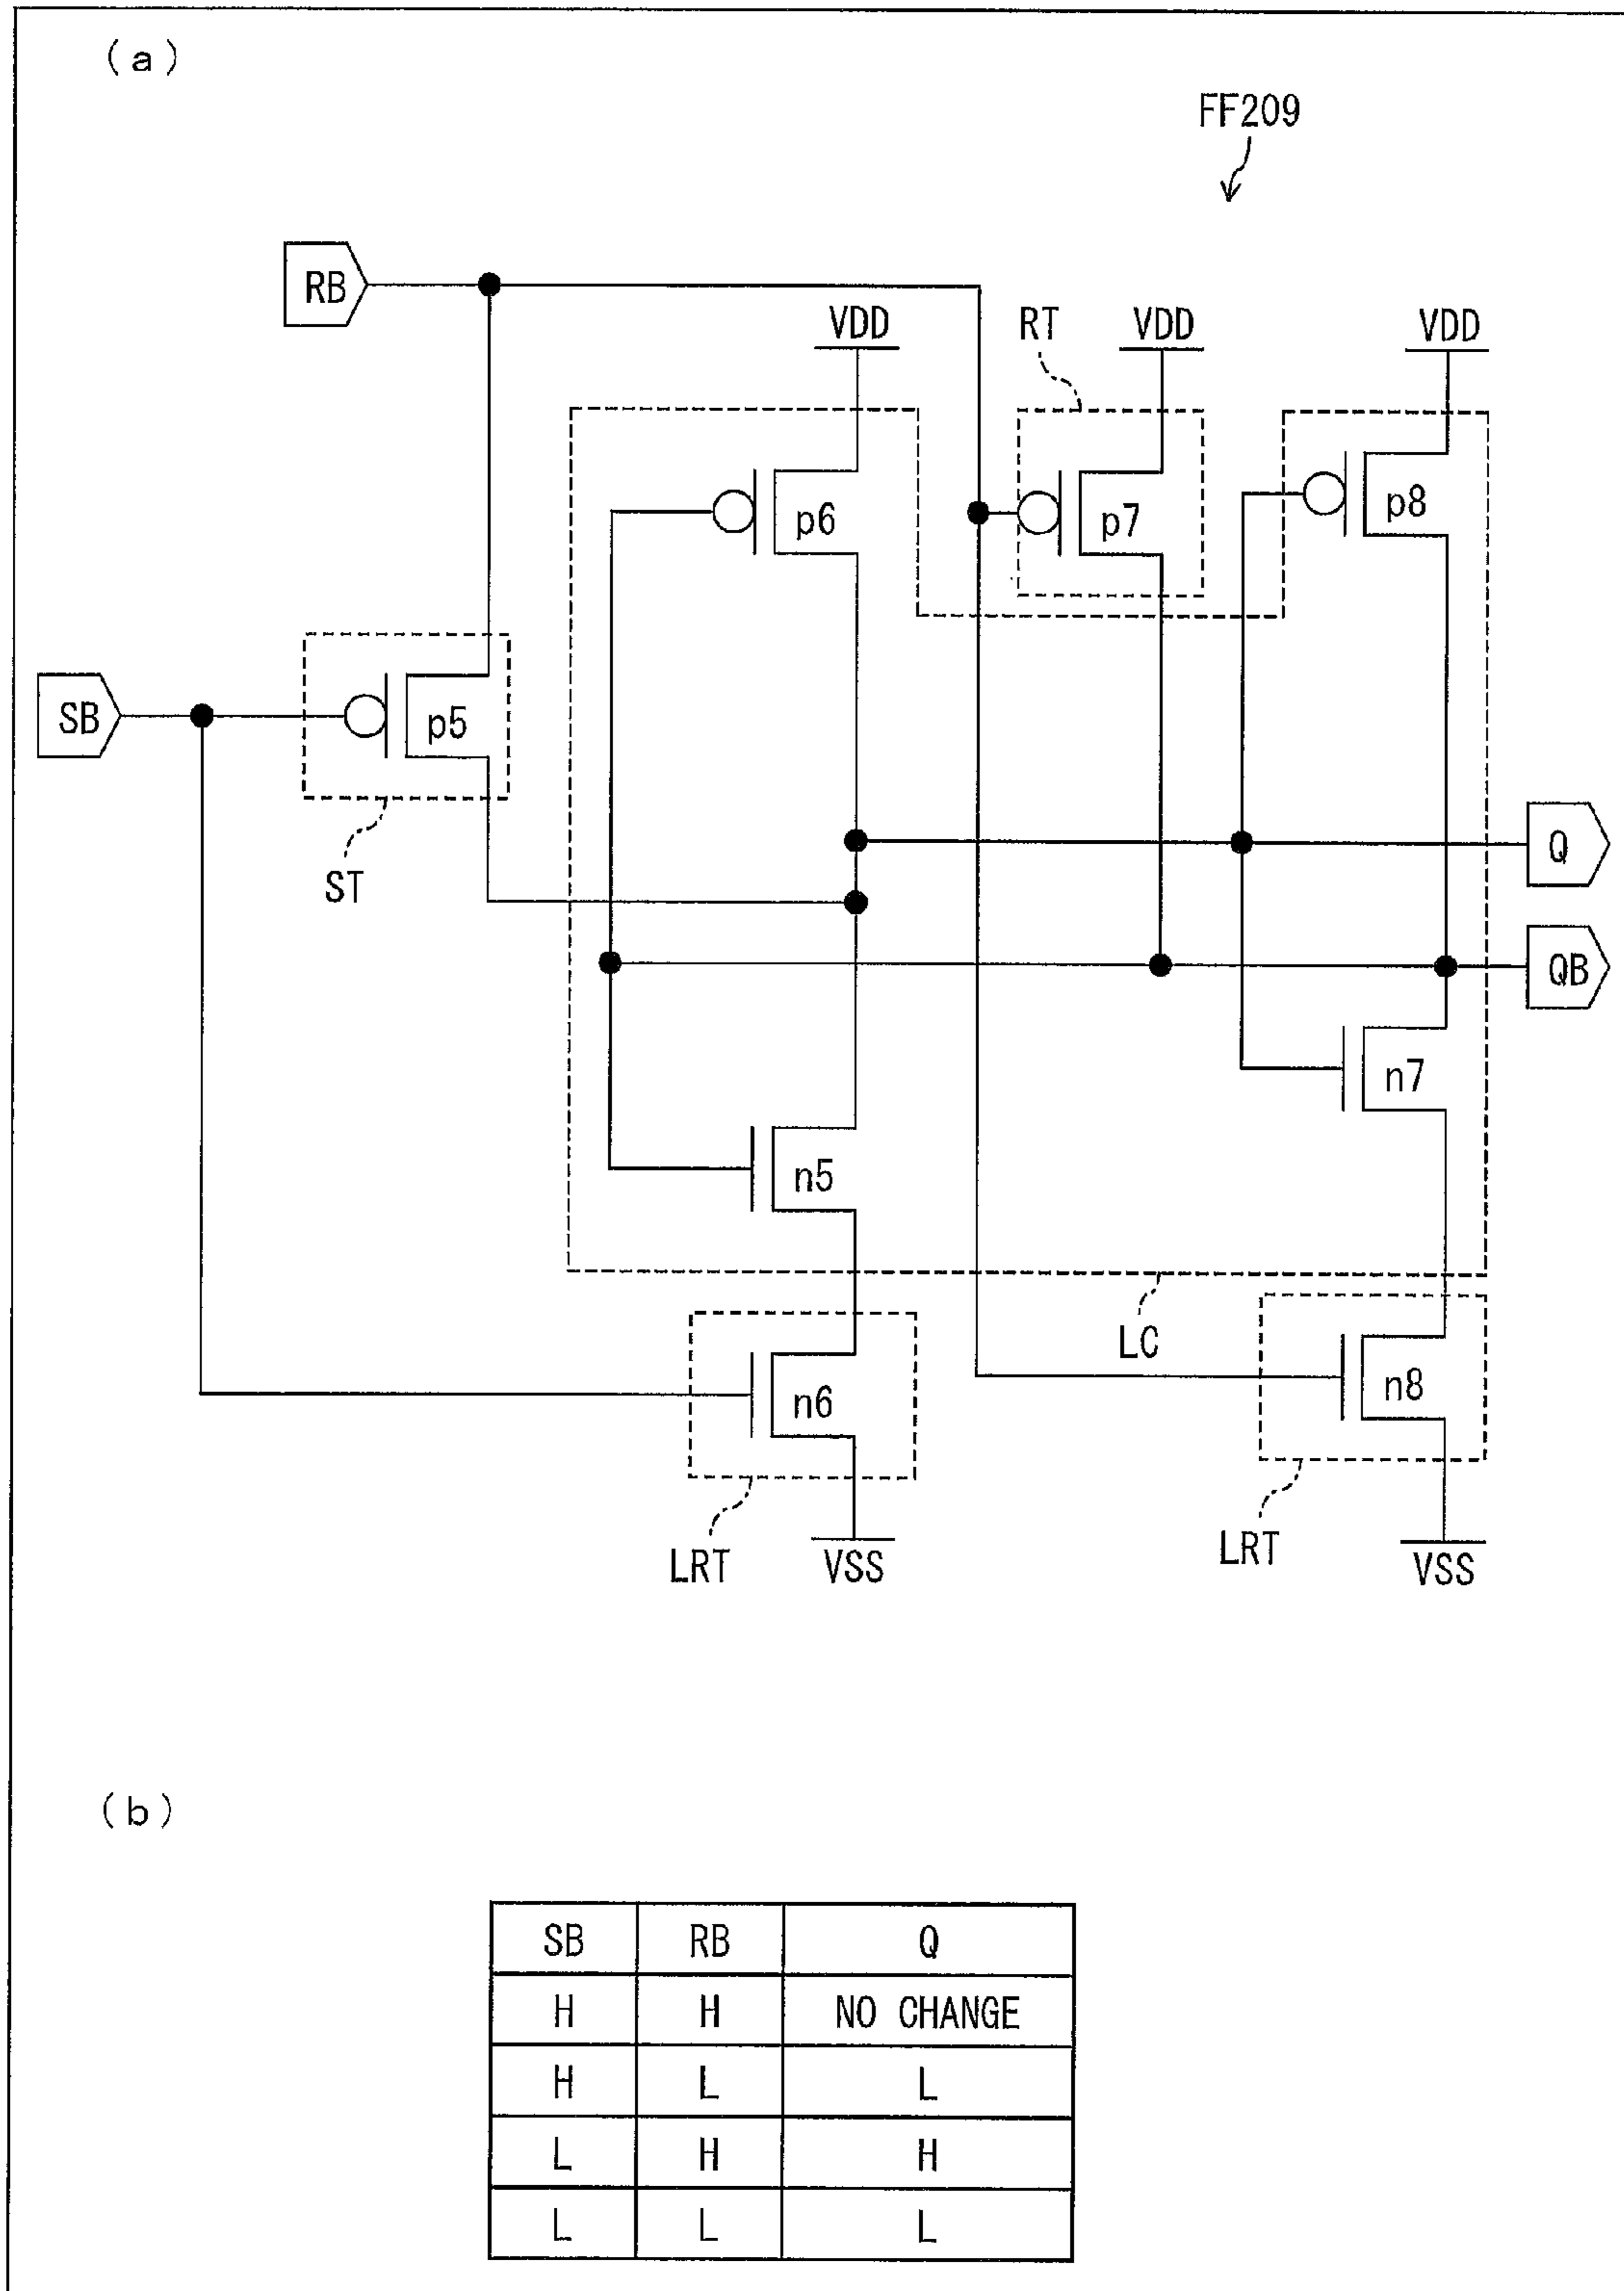 (a)
FF209
RB
RT
VDD
VDD
VDD
p6
p7
p8
SB
p5
ST
Q
QB
n7
n5
LC
n6
n8
LRT
VSS
LRT
VSS
(b)
SB RB Q
H H NO CHANGE
H L L
L H H
L L L